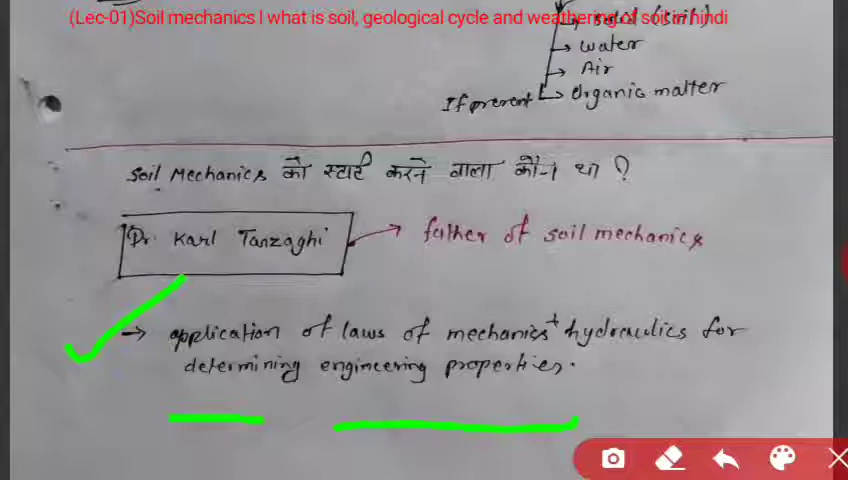 (Lec-01)Soil mechanics l what is soil, geological cycle and weathering of soil in hindi
→ solid (soil)
→ water
→ Air
If present → organic matter
Soil Mechanics को स्टार्ट करने वाला कौन था ?
Dr. Karl Tanzaghi → father of soil mechanics
→ application of laws of mechanics + hydraulics for
determining engineering properties.